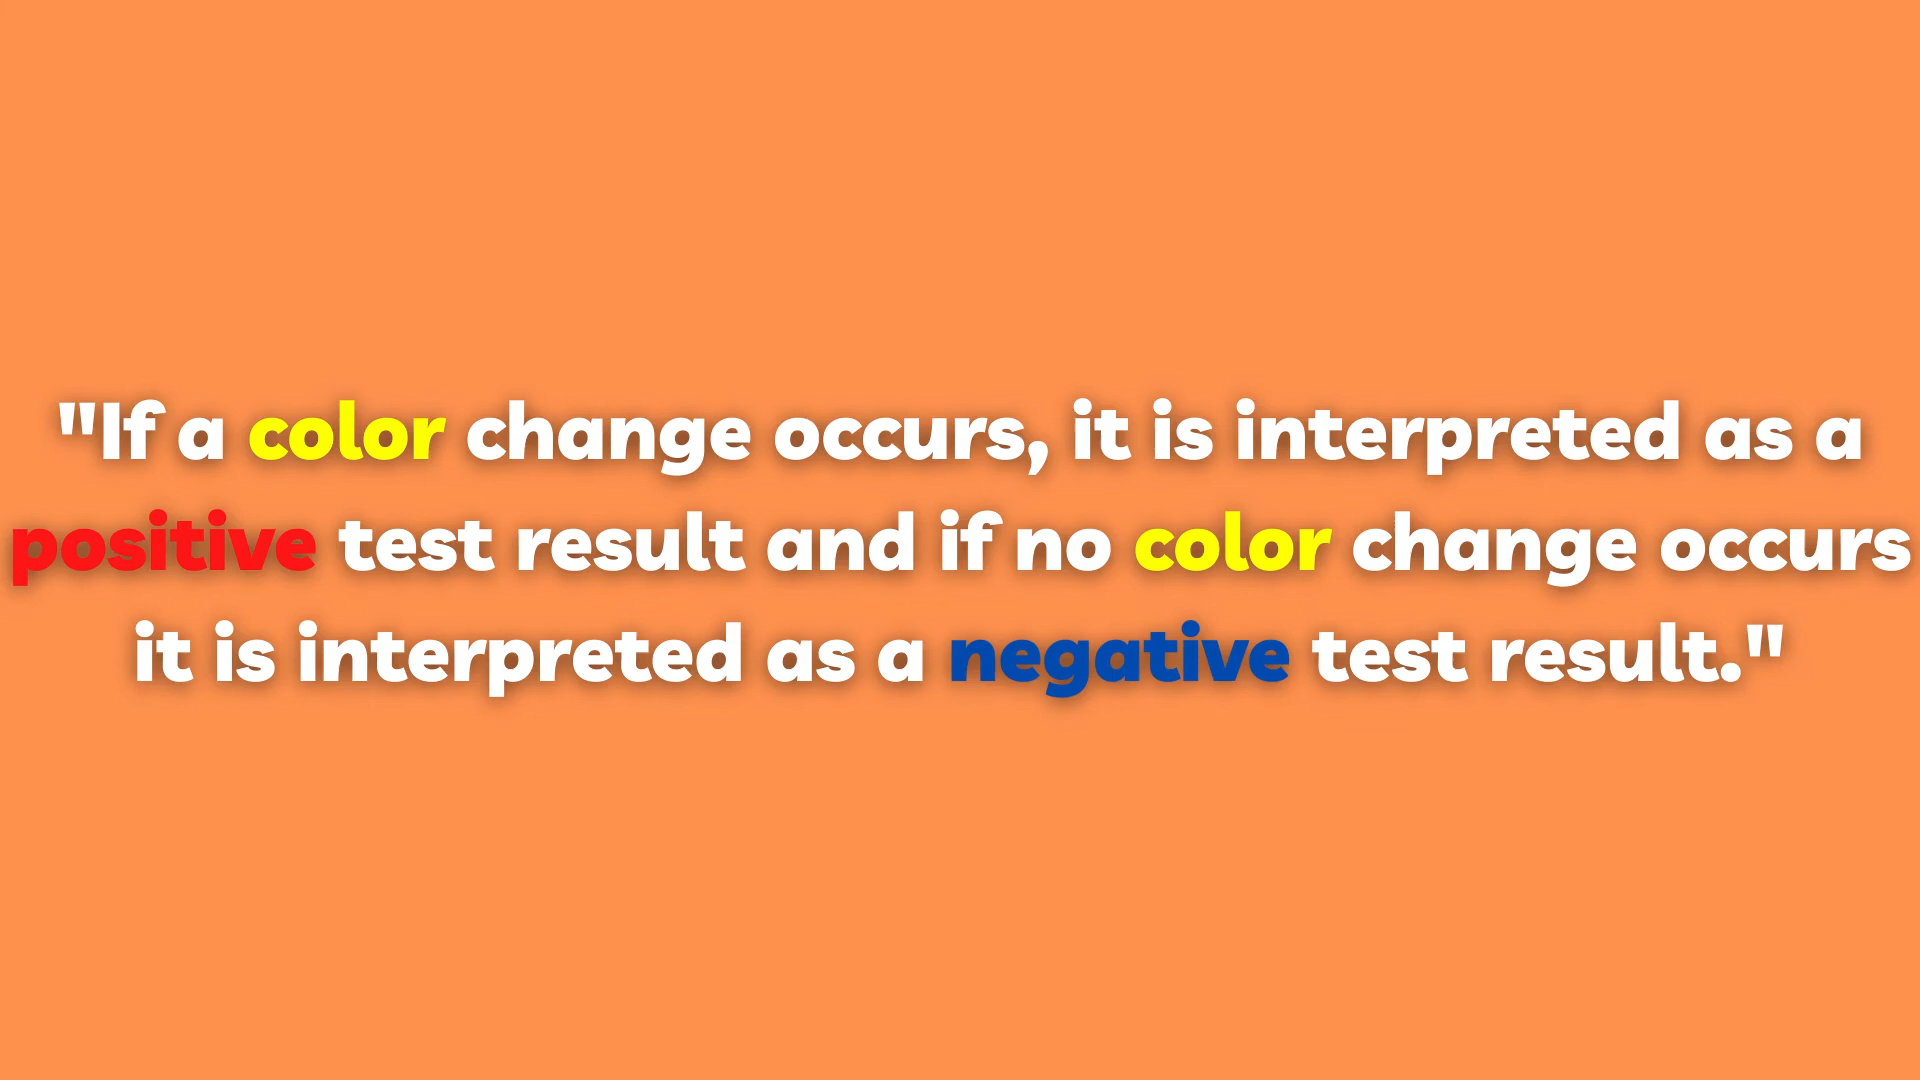 "If a color change occurs, it is interpreted as a
positive test result and if no color change occurs
it is interpreted as a negative test result."